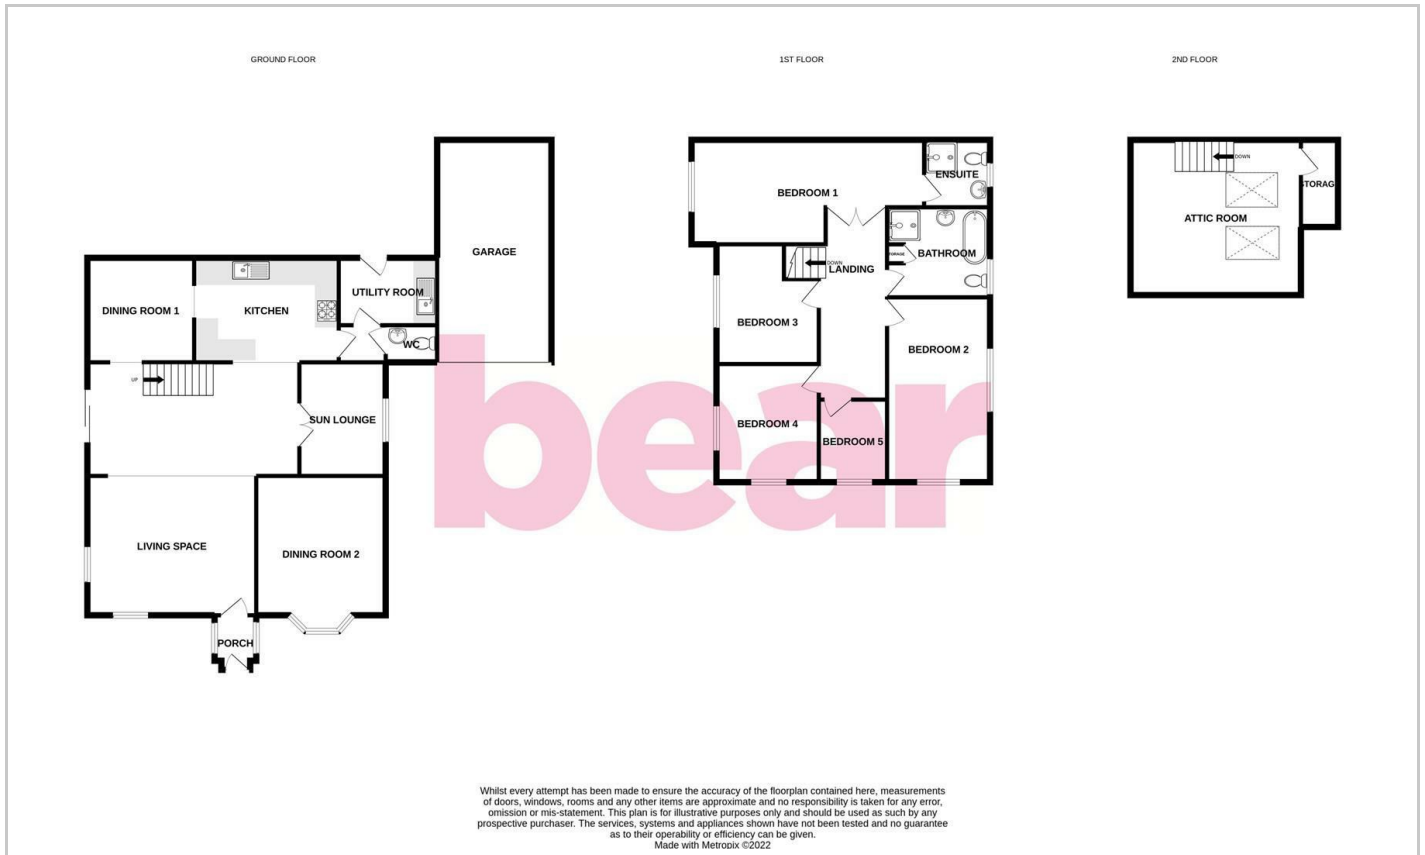 GROUND FLOOR
1ST FLOOR
2ND FLOOR
GARAGE
DINING ROOM 1
KITCHEN
UTILITY ROOM
WC
UP
SUN LOUNGE
LIVING SPACE
DINING ROOM 2
PORCH
BEDROOM 1
ENSUITE
BATHROOM
STORAGE
DOWN
LANDING
BEDROOM 3
BEDROOM 2
BEDROOM 4
BEDROOM 5
DOWN
STORAG
ATTIC ROOM
bear
Whilst every attempt has been made to ensure the accuracy of the floorplan contained here, measurements
of doors, windows, rooms and any other items are approximate and no responsibility is taken for any error,
omission or mis-statement. This plan is for illustrative purposes only and should be used as such by any
prospective purchaser. The services, systems and appliances shown have not been tested and no guarantee
as to their operability or efficiency can be given.
Made with Metropix ©2022